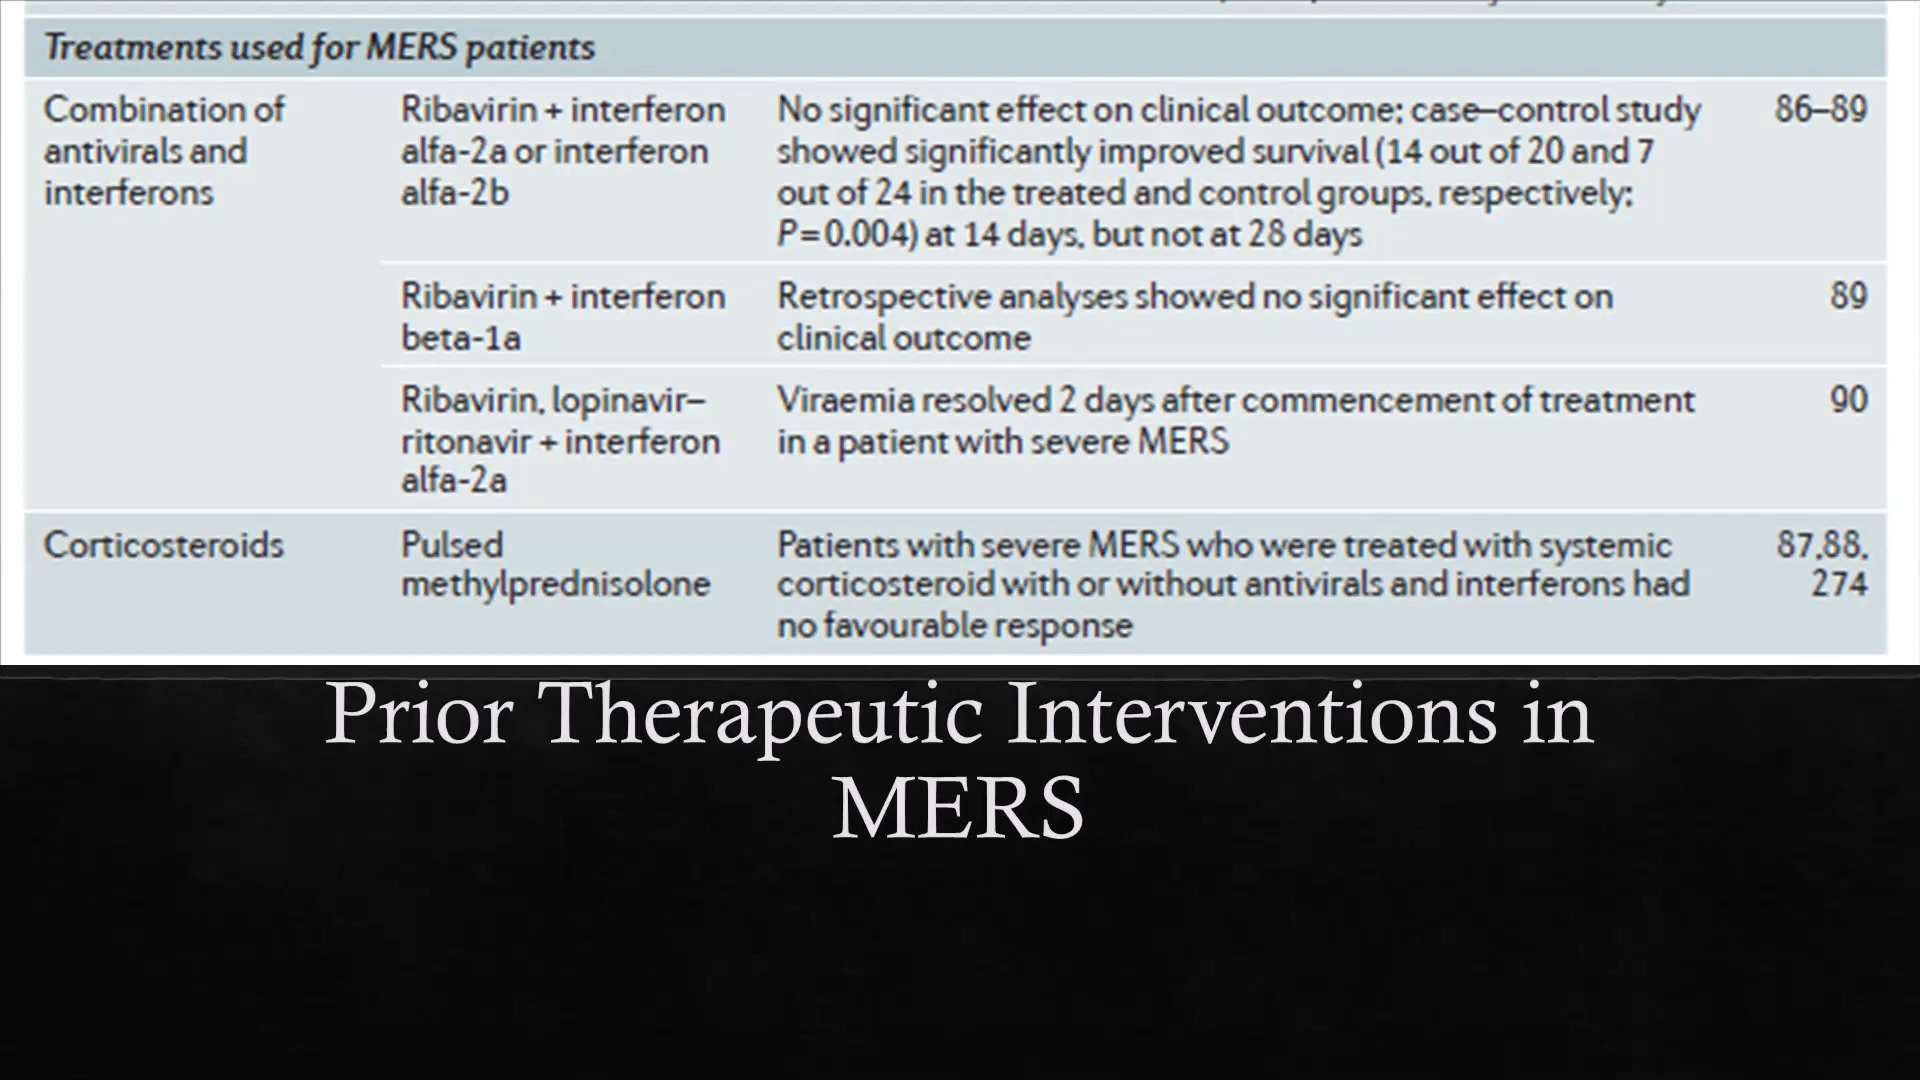 Treatments used for MERS patients
Combination of
antivirals and
interferons
Ribavirin + interferon
alfa-2a or interferon
alfa-2b
No significant effect on clinical outcome; case–control study
showed significantly improved survival (14 out of 20 and 7
out of 24 in the treated and control groups, respectively;
P = 0.004) at 14 days, but not at 28 days
86–89
Ribavirin + interferon
beta-1a
Retrospective analyses showed no significant effect on
clinical outcome
89
Ribavirin, lopinavir–
ritonavir + interferon
alfa-2a
Viraemia resolved 2 days after commencement of treatment
in a patient with severe MERS
90
Corticosteroids
Pulsed
methylprednisolone
Patients with severe MERS who were treated with systemic
corticosteroid with or without antivirals and interferons had
no favourable response
87,88,
274
Prior Therapeutic Interventions in
MERS